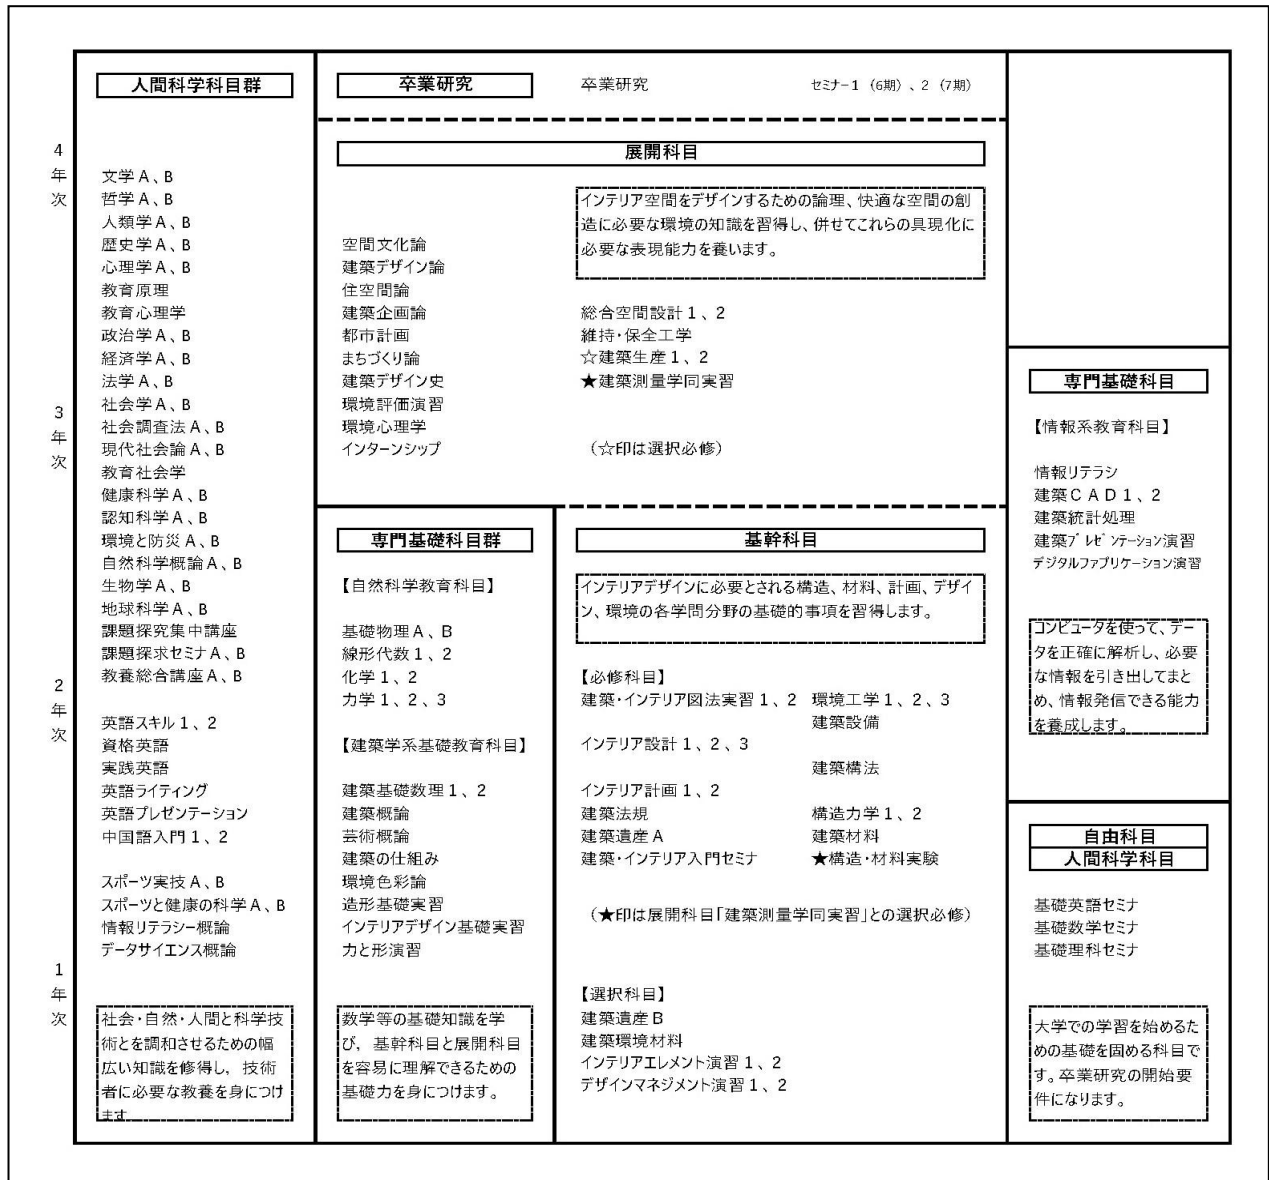 4
年
次
3
年
次
2
年
次
1
年
次
人間科学科目群
文学A、B
哲学A、B
人類学A、B
歴史学A、B
心理学A、B
教育原理
教育心理学
政治学A、B
経済学A、B
法学A、B
社会学A、B
社会調査法A、B
現代社会論A、B
教育社会学
健康科学A、B
認知科学A、B
環境と防災A、B
自然科学概論A、B
生物学A、B
地球科学A、B
課題探究集中講座
課題探求セミナA、B
教養総合講座A、B
英語スキル1、2
資格英語
実践英語
英語ライティング
英語プレゼンテーション
中国語入門1、2
スポーツ実技A、B
スポーツと健康の科学A、B
情報リテラシー概論
データサイエンス概論
社会・自然・人間と科学技
術とを調和させるための幅
広い知識を修得し，技術
者に必要な教養を身につけ
ます
卒業研究
卒業研究
セミナー1（6期）、2（7期）
展開科目
インテリア空間をデザインするための論理、快適な空間の創
造に必要な環境の知識を習得し、併せてこれらの具現化に
必要な表現能力を養います。
空間文化論
建築デザイン論
住空間論
建築企画論
都市計画
まちづくり論
建築デザイン史
環境評価演習
環境心理学
インターンシップ
総合空間設計1、2
維持・保全工学
☆建築生産1、2
★建築測量学同実習
（☆印は選択必修）
専門基礎科目群
【自然科学教育科目】
基礎物理A、B
線形代数1、2
化学1、2
力学1、2、3
【建築学系基礎教育科目】
建築基礎数理1、2
建築概論
芸術概論
建築の仕組み
環境色彩論
造形基礎実習
インテリアデザイン基礎実習
力と形演習
数学等の基礎知識を学
び，基幹科目と展開科目
を容易に理解できるための
基礎力を身につけます。
基幹科目
インテリアデザインに必要とされる構造、材料、計画、デザイ
ン、環境の各学問分野の基礎的事項を習得します。
【必修科目】
建築・インテリア図法実習1、2
インテリア設計1、2、3
インテリア計画1、2
建築法規
建築遺産A
建築・インテリア入門セミナ
環境工学1、2、3
建築設備
建築構法
構造力学1、2
建築材料
★構造・材料実験
（★印は展開科目「建築測量学同実習」との選択必修）
【選択科目】
建築遺産B
建築環境材料
インテリアエレメント演習1、2
デザインマネジメント演習1、2
専門基礎科目
【情報系教育科目】
情報リテラシ
建築CAD1、2
建築統計処理
建築プレゼンテーション演習
デジタルファブリケーション演習
コンピュータを使って、デー
タを正確に解析し、必要
な情報を引き出してまと
め、情報発信できる能力
を養成します。
自由科目
人間科学科目
基礎英語セミナ
基礎数学セミナ
基礎理科セミナ
大学での学習を始めるた
めの基礎を固める科目で
す。卒業研究の開始要
件になります。